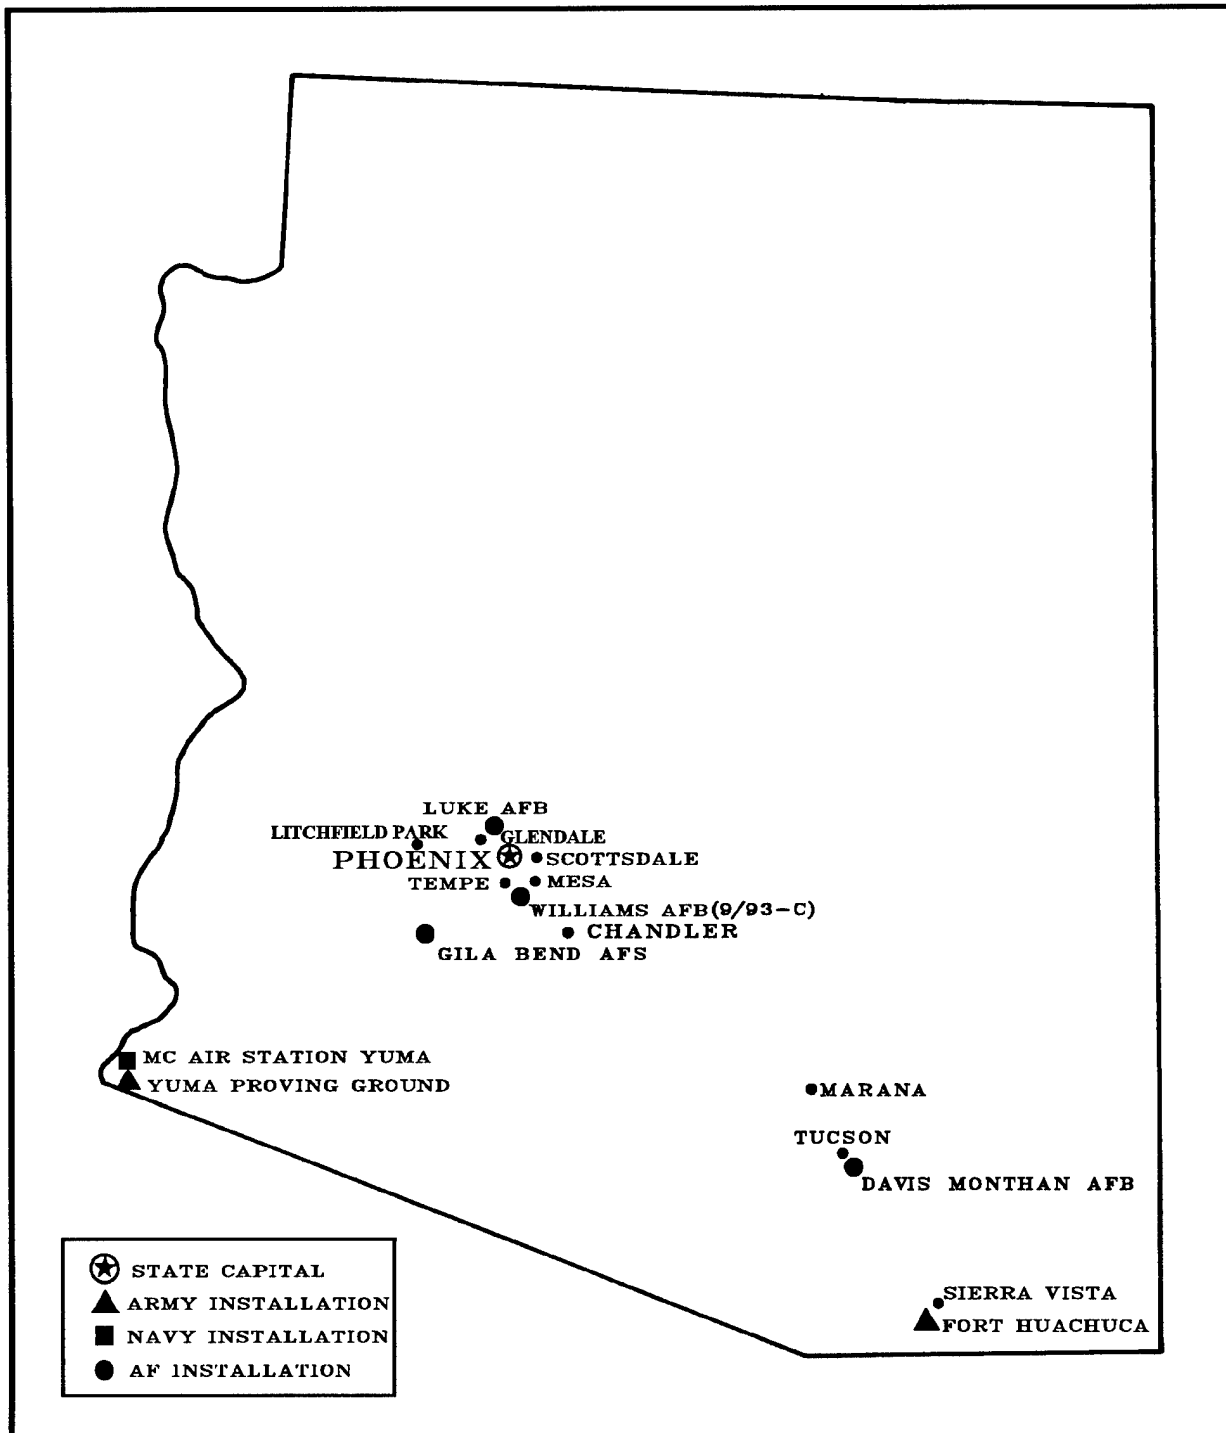 LUKE AFB
LITCHFIELD PARK
GLENDALE
PHOENIX
SCOTTSDALE
TEMPE
MESA
WILLIAMS AFB(9/93-C)
CHANDLER
GILA BEND AFS
MC AIR STATION YUMA
YUMA PROVING GROUND
MARANA
TUCSON
DAVIS MONTHAN AFB
SIERRA VISTA
FORT HUACHUCA
STATE CAPITAL
ARMY INSTALLATION
NAVY INSTALLATION
AF INSTALLATION